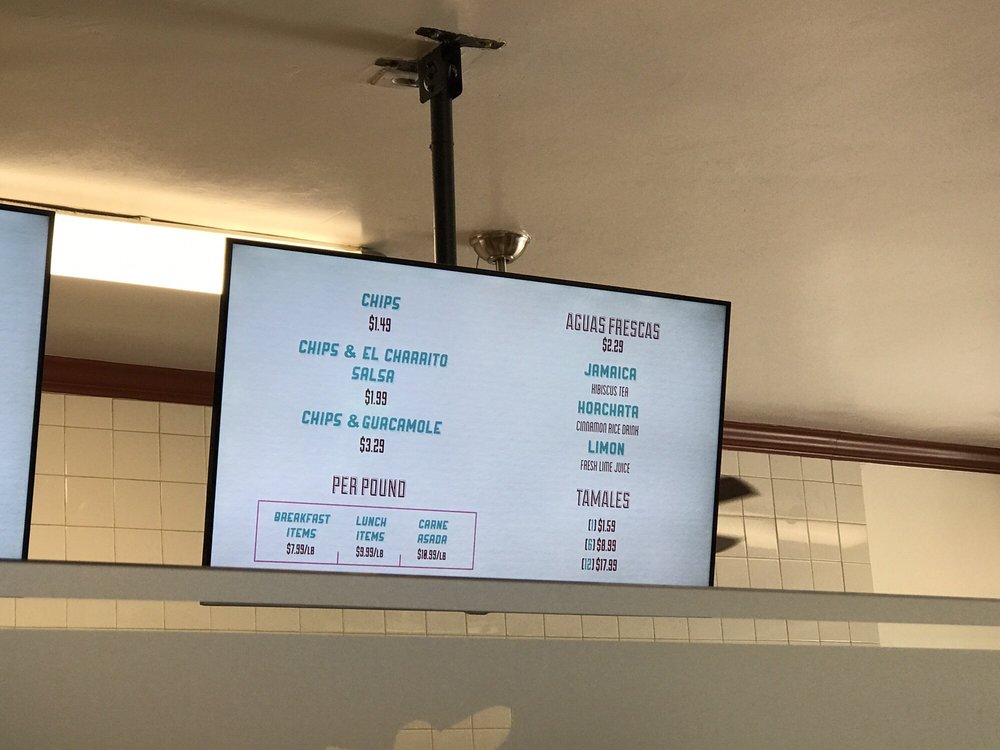 CHIPS
$1.49
CHIPS & EL CHARRITO
SALSA
$1.99
CHIPS & GUACAMOLE
$3.29
PER POUND
BREAKFAST
ITEMS
$7.99/LB
LUNCH
ITEMS
$9.99/LB
CARNE
ASADA
$18.99/LB
AGUAS FRESCAS
$2.29
JAMAICA
HIBISCUS TEA
HORCHATA
CINNAMON RICE DRINK
LIMON
FRESH LIME JUICE
TAMALES
(1) $1.59
(6) $8.99
(12) $17.99